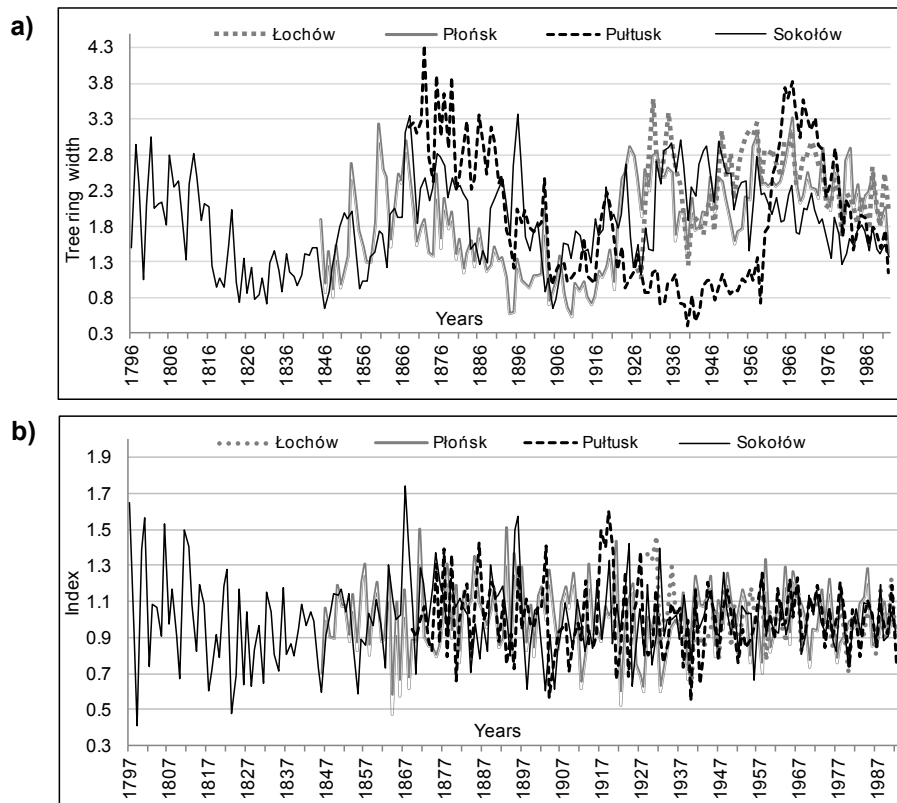 a)
Łochów Płońsk Pułtusk Sokołów
Tree ring width
4.3
3.8
3.3
2.8
2.3
1.8
1.3
0.8
0.3
Years
1796 1806 1816 1826 1836 1846 1856 1866 1876 1886 1896 1906 1916 1926 1936 1946 1956 1966 1976 1986
b)
Łochów Płońsk Pułtusk Sokołów
Index
1.9
1.7
1.5
1.3
1.1
0.9
0.7
0.5
0.3
Years
1797 1807 1817 1827 1837 1847 1857 1867 1877 1887 1897 1907 1917 1927 1937 1947 1957 1967 1977 1987